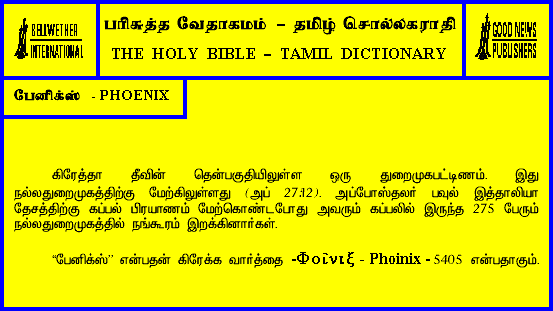 BELLWETHER
INTERNATIONAL
பரிசுத்த வேதாகமம் – தமிழ் சொல்லகராதி
THE HOLY BIBLE – TAMIL DICTIONARY
GOOD NEWS
PUBLISHERS
பேனிக்ஸ் - PHOENIX
கிரேத்தா தீவின் தென்பகுதியிலுள்ள ஒரு துறைமுகபட்டிணம். இது
நல்லதுறைமுகத்திற்கு மேற்கிலுள்ளது (அப் 27:12). அப்போஸ்தலர் பவுல் இத்தாலியா
தேசத்திற்கு கப்பல் பிரயாணம் மேற்கொண்டபோது அவரும் கப்பலில் இருந்த 275 பேரும்
நல்லதுறைமுகத்தில் நங்கூரம் இறக்கினார்கள்.
“பேனிக்ஸ்” என்பதன் கிரேக்க வார்த்தை -Φοῖνιξ - Phoinix - 5405 என்பதாகும்.